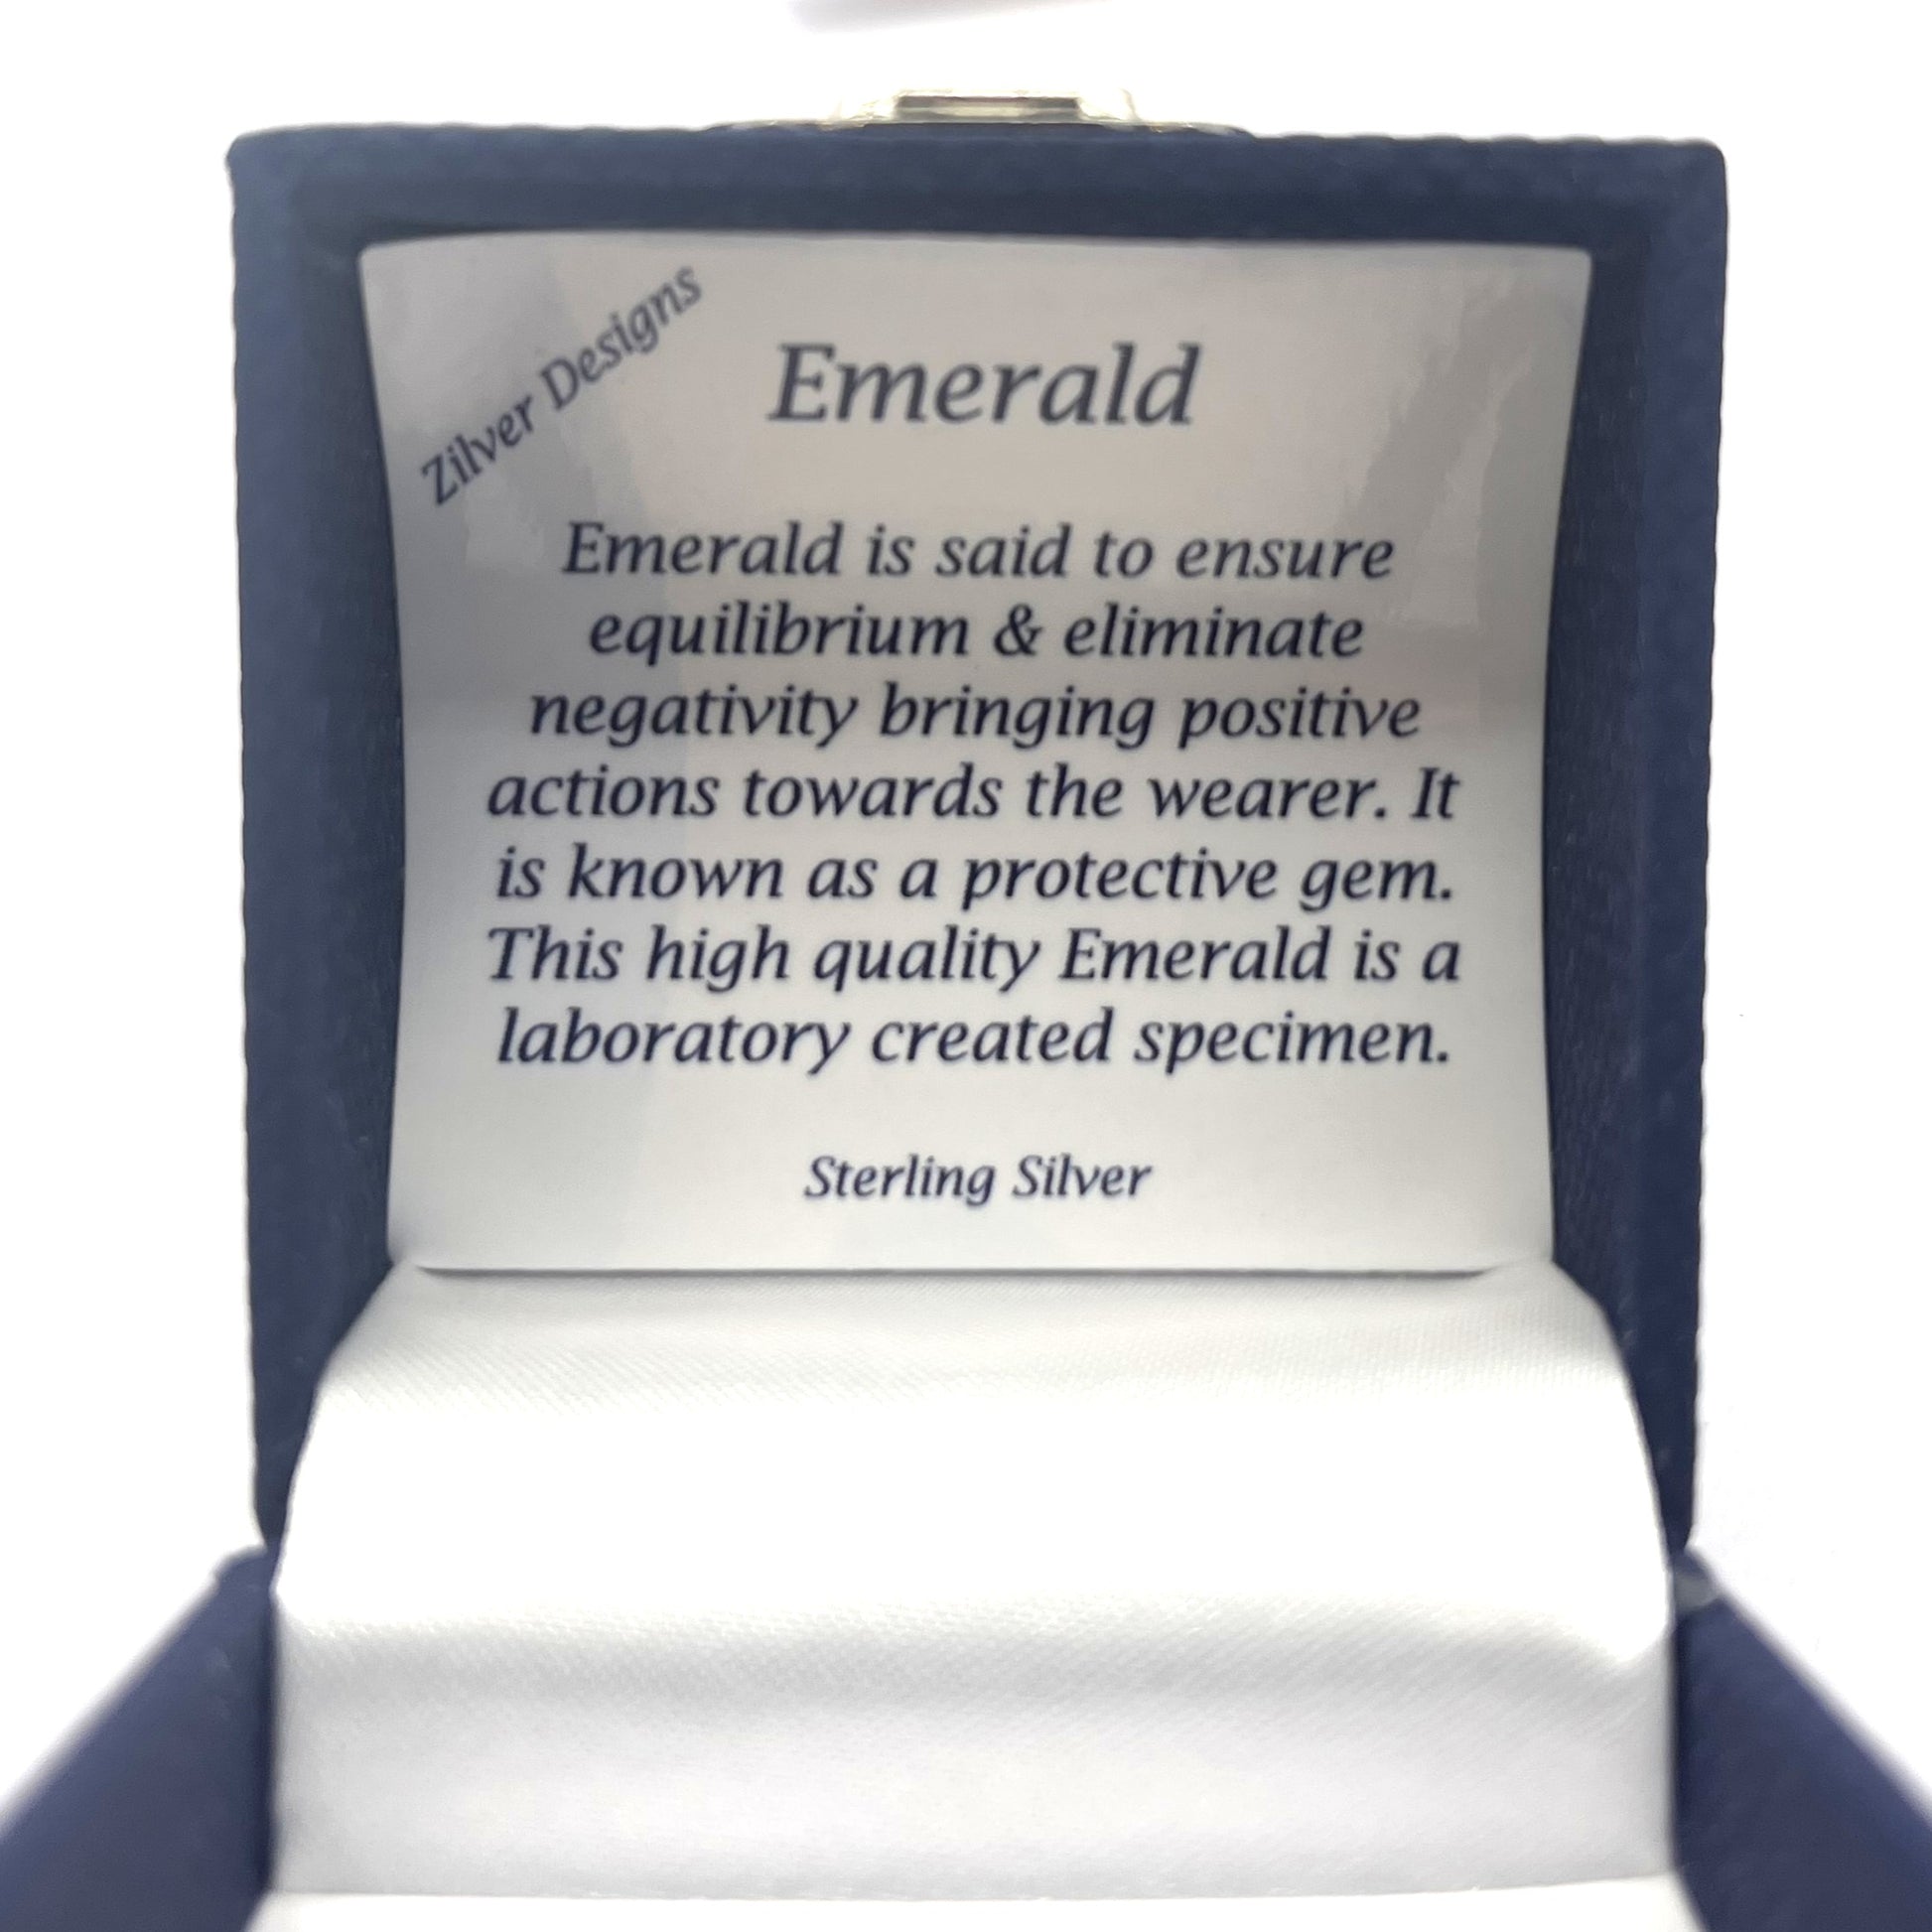 Zilver Designs
Emerald
Emerald is said to ensure
equilibrium & eliminate
negativity bringing positive
actions towards the wearer. It
is known as a protective gem.
This high quality Emerald is a
laboratory created specimen.
Sterling Silver